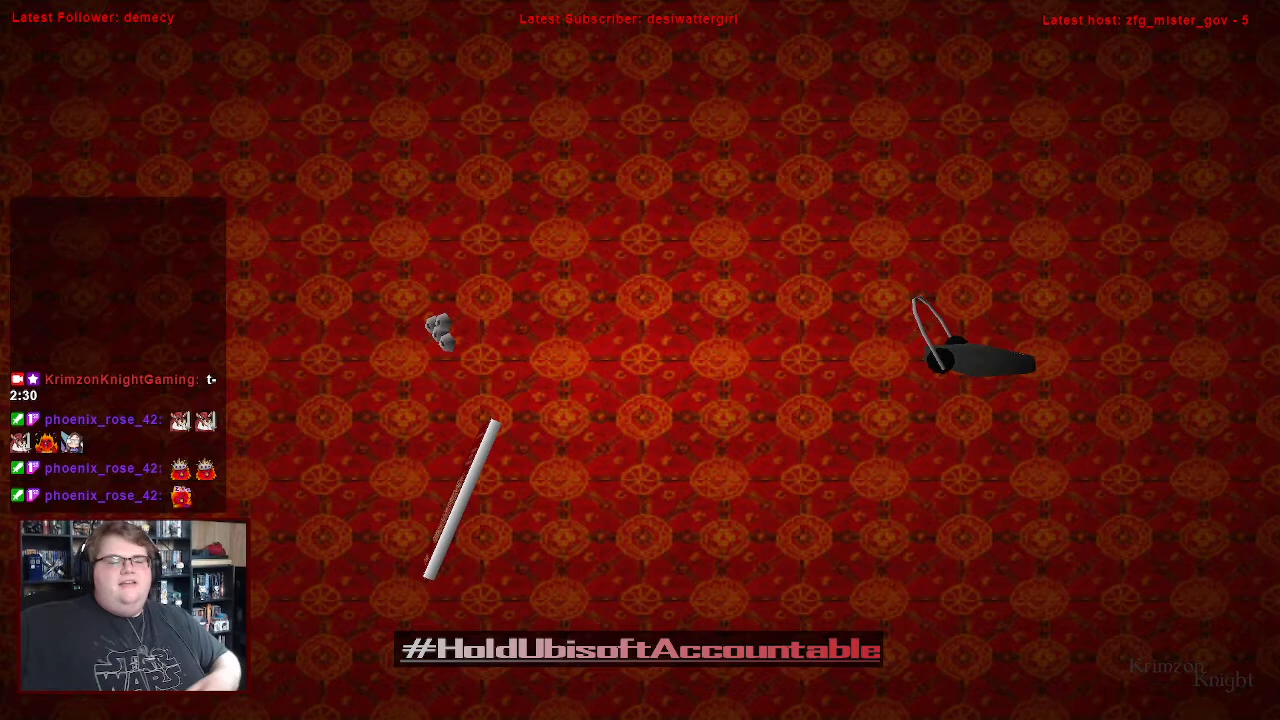 Latest Follower: demecy
Latest Subscriber: desiwattergirl
Latest host: zfg_mister_gov - 5
KrimzonKnightGaming: t-
2:30
phoenix_rose_42:
phoenix_rose_42:
phoenix_rose_42:
WARS
#HoldUbisoftAccountable
Krimzon
Knight